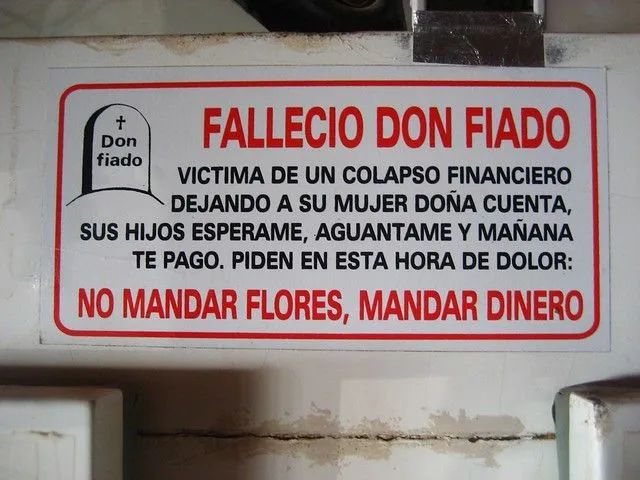 Don
fiado
FALLECIO DON FIADO
VICTIMA DE UN COLAPSO FINANCIERO
DEJANDO A SU MUJER DOÑA CUENTA,
SUS HIJOS ESPERAME, AGUANTAME Y MAÑANA
TE PAGO. PIDEN EN ESTA HORA DE DOLOR:
NO MANDAR FLORES, MANDAR DINERO